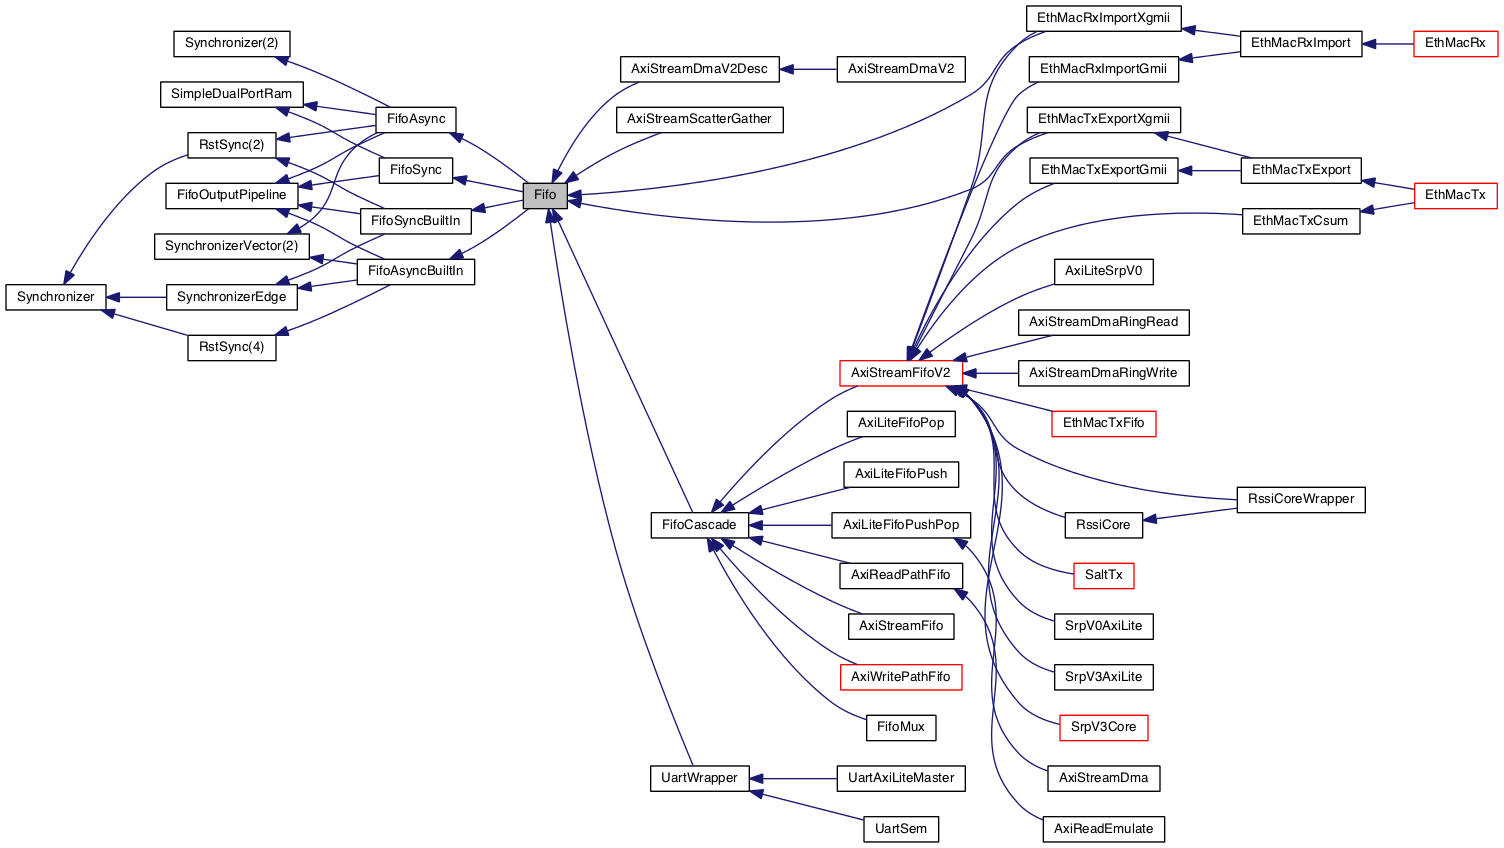 Synchronizer
Synchronizer(2)
SimpleDualPortRam
RstSync(2)
FifoOutputPipeline
SynchronizerVector(2)
SynchronizerEdge
RstSync(4)
FifoAsync
FifoSync
FifoSyncBuiltIn
FifoAsyncBuiltIn
Fifo
AxiStreamDmaV2Desc
AxiStreamDmaV2
AxiStreamScatterGather
FifoCascade
UartWrapper
AxiStreamFifoV2
AxiLiteFifoPop
AxiLiteFifoPush
AxiLiteFifoPushPop
AxiReadPathFifo
AxiStreamFifo
AxiWritePathFifo
FifoMux
UartAxiLiteMaster
UartSem
EthMacRxImportXgmii
EthMacRxImportGmii
EthMacTxExportXgmii
EthMacTxExportGmii
AxiLiteSrpV0
AxiStreamDmaRingRead
AxiStreamDmaRingWrite
EthMacTxFifo
RssiCore
SaltTx
SrpV0AxiLite
SrpV3AxiLite
SrpV3Core
AxiStreamDma
AxiReadEmulate
EthMacRxImport
EthMacTxExport
EthMacTxCsum
RssiCoreWrapper
EthMacRx
EthMacTx